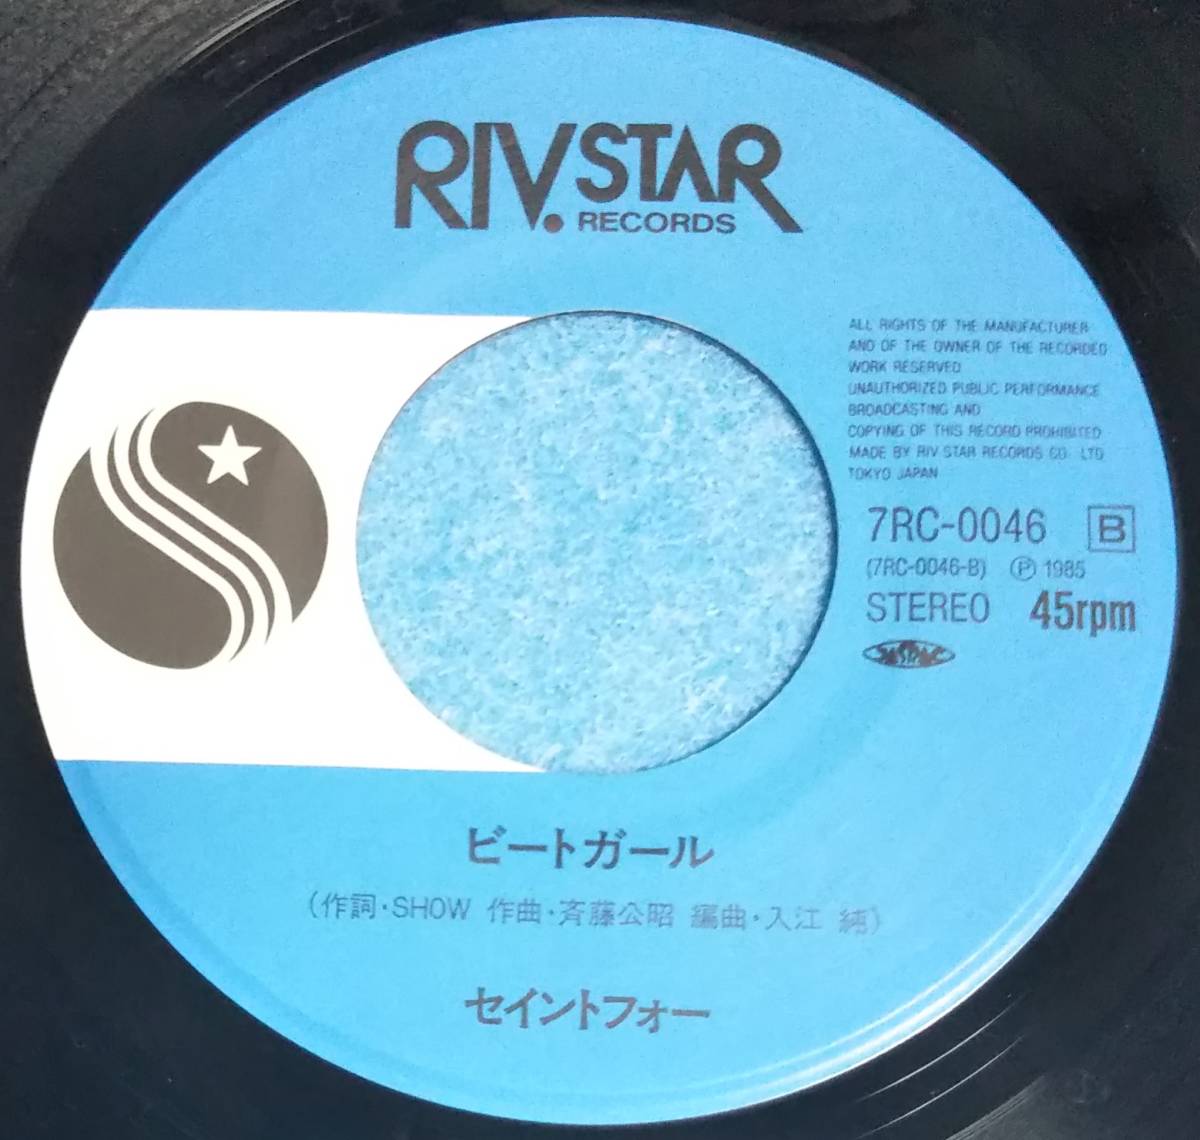 RIV. STAR
RECORDS
ALL RIGHTS OF THE MANUFACTURER
AND OF THE OWNER OF THE RECORDED
WORK RESERVED
UNAUTHORIZED PUBLIC PERFORMANCE
BROADCASTING AND
COPYING OF THIS RECORD PROHIBITED
MADE BY RIV STAR RECORDS CO. LTD
TOKYO JAPAN
7RC-0046 B
(7RC-0046-B) Ⓟ 1985
STEREO 45rpm
JASRAC
ビートガール
(作詞・SHOW 作曲・斉藤公昭 編曲・入江 純)
セイントフォー